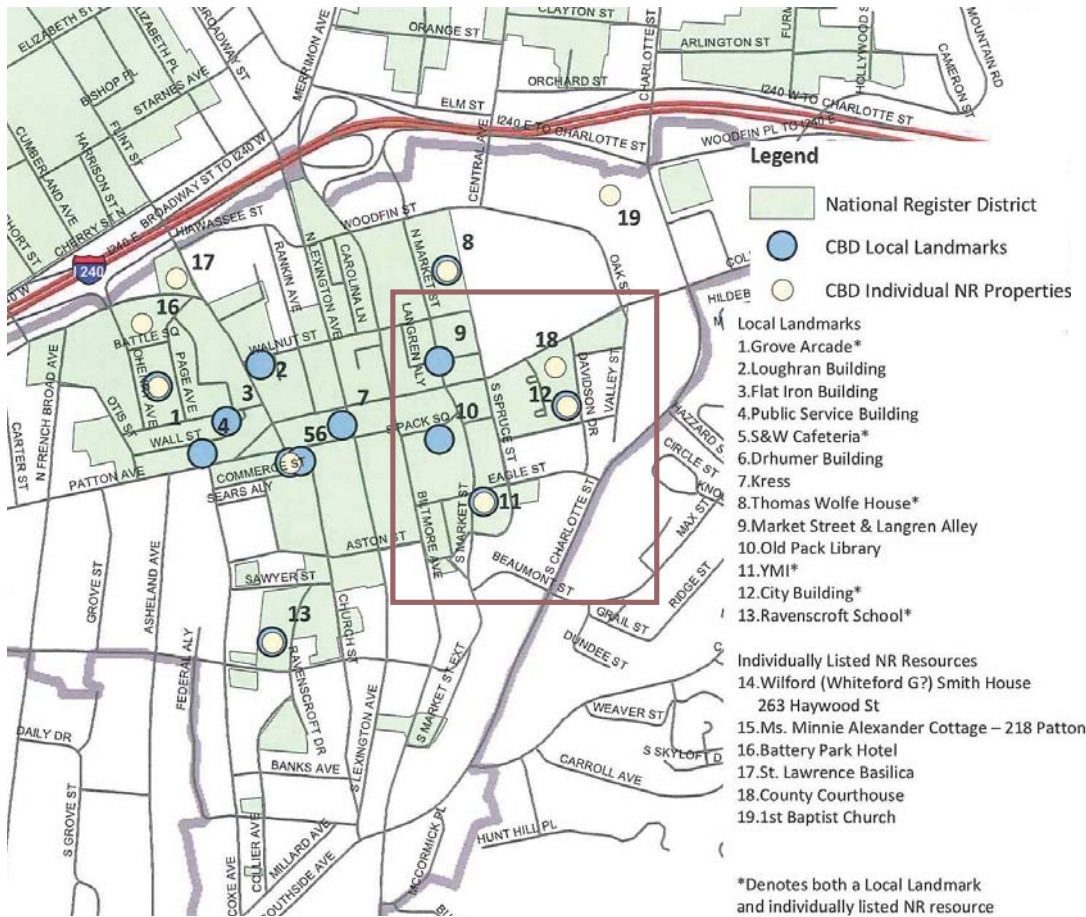 ELIZABETH ST
ELIZABETH PL
BROADWAY ST
MERRIMON AVE
ORANGE ST
CLAYTON ST
CHARLOTTE ST
ARLINGTON ST
HOLLYWOOD S
MOUNTAIN RD
CAMERON ST
BISHOP PL
STARNES AVE
ORCHARD ST
FLINT ST
ELM ST
I240 W TO CHARLOTTE ST
CUMBERLAND AVE
HARRISON ST
I240 E TO CHARLOTTE ST
WOODFIN PL TO I240 E
CENTRAL AVE
CHERRY ST N
I240 E
BROADWAY ST TO I240 W
HIAWASSEE ST
WOODFIN ST
240
17
19
8
RANKIN AVE
N LEXINGTON AVE
CAROLINA LN
N MARKET ST
OAK ST
16
BATTLE SQ
WALNUT ST
LANGREN ALY
9
18
2
PAGE AVE
3
7
10
12
DAVIDSON DR
VALLEY ST
N FRENCH BROAD AVE
OTIS ST
1
4
WALL ST
PACK SQ
S SPRUCE ST
CARTER ST
PATTON AVE
56
COMMERCE ST
SEARS ALY
EAGLE ST
HAZZARD S
CIRCLE ST
11
BILTMORE AVE
S MARKET ST
S CHARLOTTE ST
MAX ST
ASTON ST
GROVE ST
ASHELAND AVE
SAWYER ST
BEAUMONT ST
RIDGE ST
GRAIL ST
13
CHURCH ST
DUNDEE ST
FEDERAL ALY
RAVENSCROFT DR
S MARKET ST EXT
S LEXINGTON AVE
S MARKET ST
WEAVER ST
S SKYLOFT D
DAILY DR
BANKS AVE
CARROLL AVE
S GROVE ST
COXE AVE
COLLIER AVE
MILLARD AVE
SOUTHSIDE AVE
MCCORMICK PL
HUNT HILL PL
Legend
National Register District
CBD Local Landmarks
CBD Individual NR Properties
Local Landmarks
1.Grove Arcade*
2.Loughran Building
3.Flat Iron Building
4.Public Service Building
5.S&W Cafeteria*
6.Drhumer Building
7.Kress
8.Thomas Wolfe House*
9.Market Street & Langren Alley
10.Old Pack Library
11.YMI*
12.City Building*
13.Ravenscroft School*
Individually Listed NR Resources
14.Wilford (Whiteford G?) Smith House
263 Haywood St
15.Ms. Minnie Alexander Cottage – 218 Patton
16.Battery Park Hotel
17.St. Lawrence Basilica
18.County Courthouse
19.1st Baptist Church
*Denotes both a Local Landmark
and individually listed NR resource